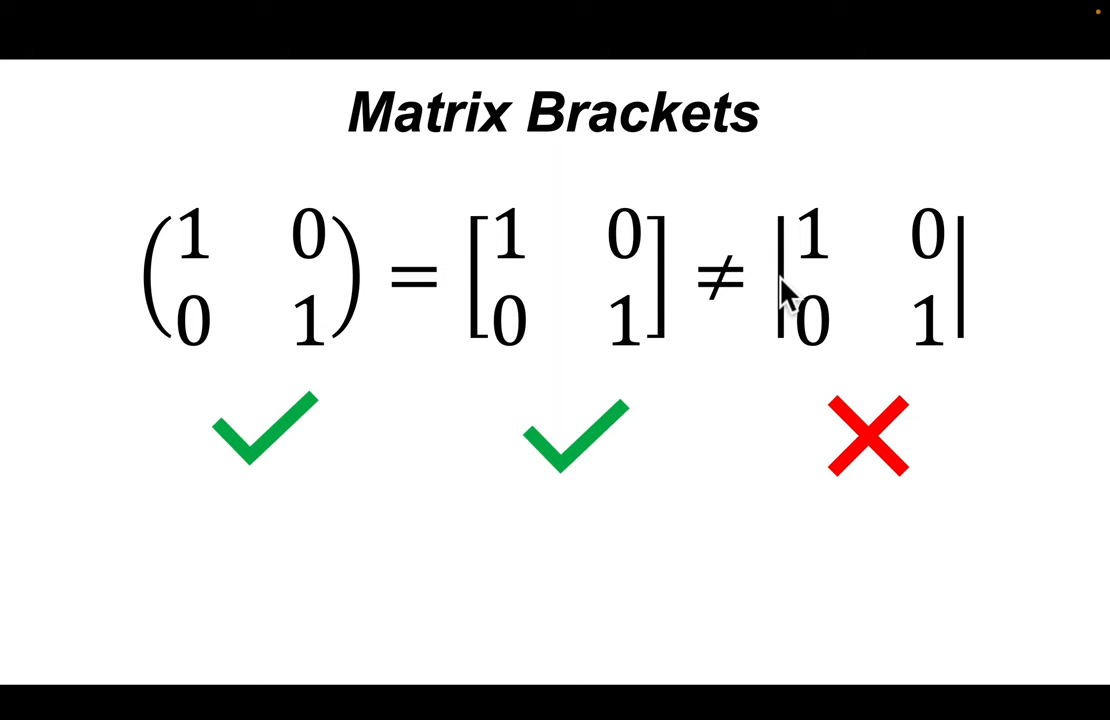 Matrix Brackets
(1 0) = [1 0] ≠ |1 0|
(0 1)   [0 1]   |0 1|